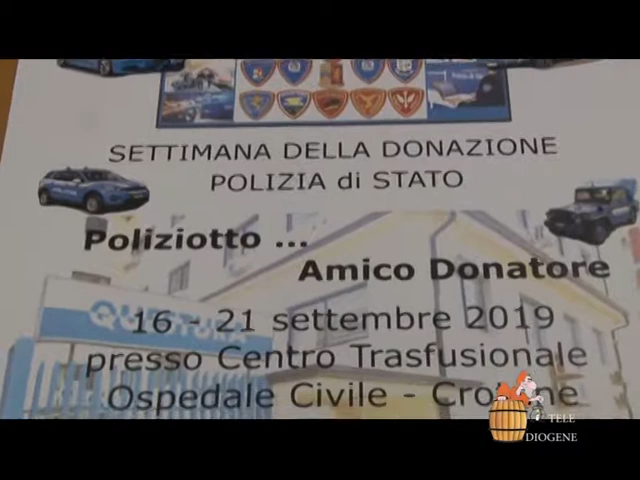 SETTIMANA DELLA DONAZIONE
POLIZIA di STATO
Poliziotto ...
Amico Donatore
QUESTURA
16 - 21 settembre 2019
presso Centro Trasfusionale
Ospedale Civile -
TELE
DIOGENE